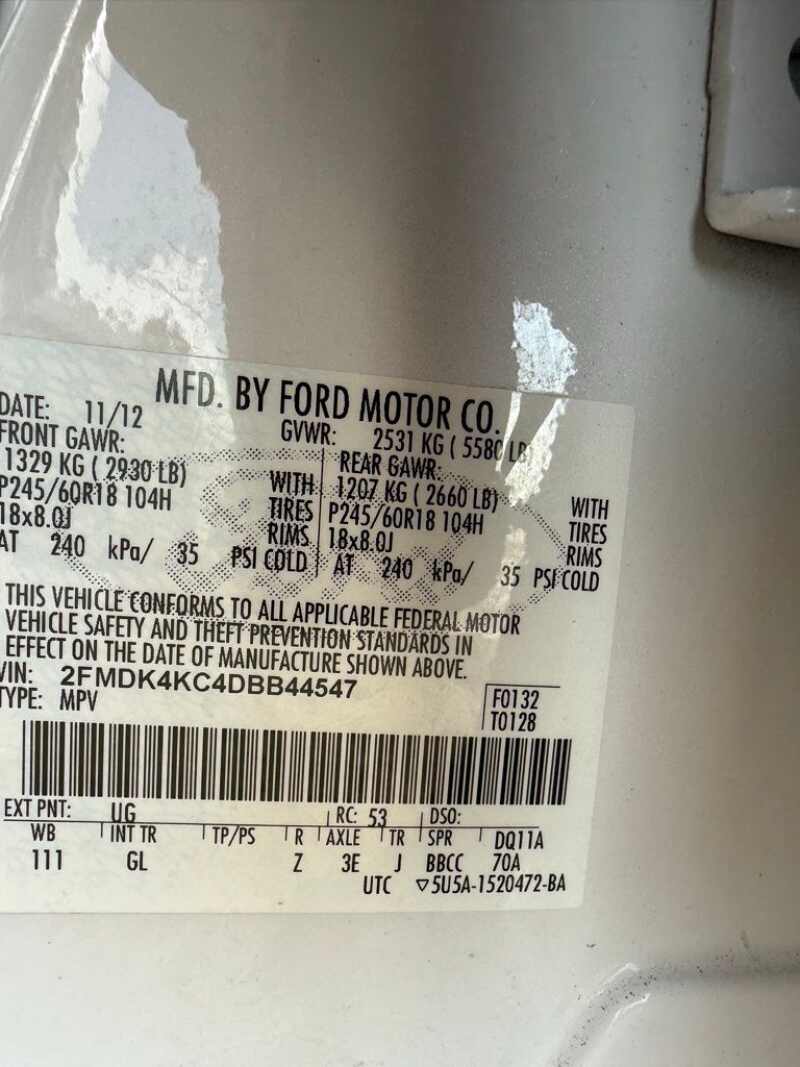 MFD. BY FORD MOTOR CO.
DATE: 11/12
GVWR: 2531 KG ( 5580 LB
FRONT GAWR:
1329 KG ( 2930 LB)
P245/60R18 104H
18x8.0J
AT 240 kPa/ 35 PSI COLD
WITH
TIRES
RIMS
REAR GAWR:
1207 KG ( 2660 LB)
P245/60R18 104H
18x8.0J
AT 240 kPa/ 35 PSI COLD
WITH
TIRES
RIMS
THIS VEHICLE CONFORMS TO ALL APPLICABLE FEDERAL MOTOR
VEHICLE SAFETY AND THEFT PREVENTION STANDARDS IN
EFFECT ON THE DATE OF MANUFACTURE SHOWN ABOVE.
VIN: 2FMDK4KC4DBB44547
TYPE: MPV
F0132
T0128
EXT PNT: UG RC: 53 DSO:
WB INT TR TP/PS R AXLE TR SPR DQ11A
111 GL Z 3E J BBCC 70A
UTC ▽5U5A-1520472-BA